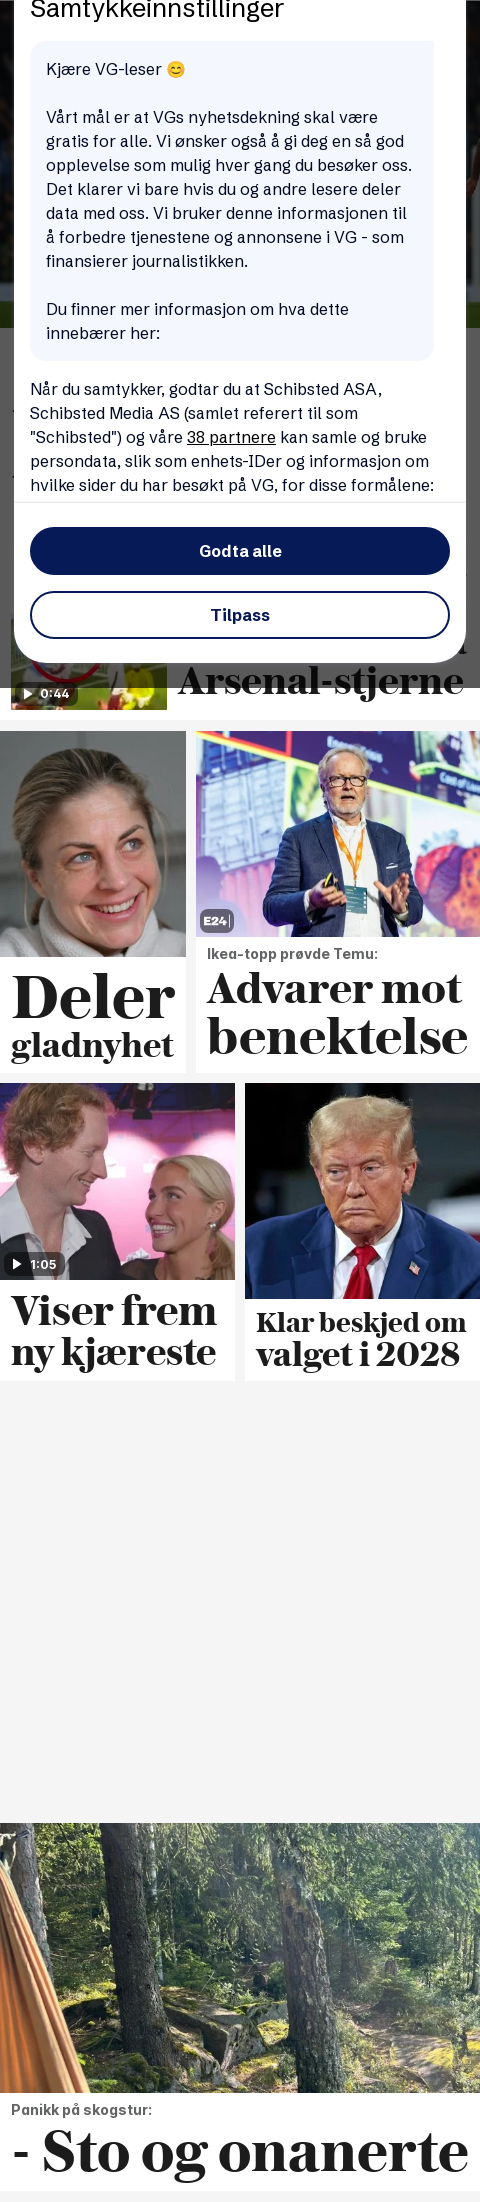 Samtykkeinnstillinger
Kjære VG-leser 😊
Vårt mål er at VGs nyhetsdekning skal være
gratis for alle. Vi ønsker også å gi deg en så god
opplevelse som mulig hver gang du besøker oss.
Det klarer vi bare hvis du og andre lesere deler
data med oss. Vi bruker denne informasjonen til
å forbedre tjenestene og annonsene i VG - som
finansierer journalistikken.
Du finner mer informasjon om hva dette
innebærer her:
Når du samtykker, godtar du at Schibsted ASA,
Schibsted Media AS (samlet referert til som
"Schibsted") og våre 38 partnere kan samle og bruke
persondata, slik som enhets-IDer og informasjon om
hvilke sider du har besøkt på VG, for disse formålene:
Godta alle
Tilpass
0:44
Arsenal-stjerne
E24
Deler
gladnyhet
Ikea-topp prøvde Temu:
Advarer mot
benektelse
1:05
Viser frem
ny kjæreste
Klar beskjed om
valget i 2028
Panikk på skogstur:
- Sto og onanerte